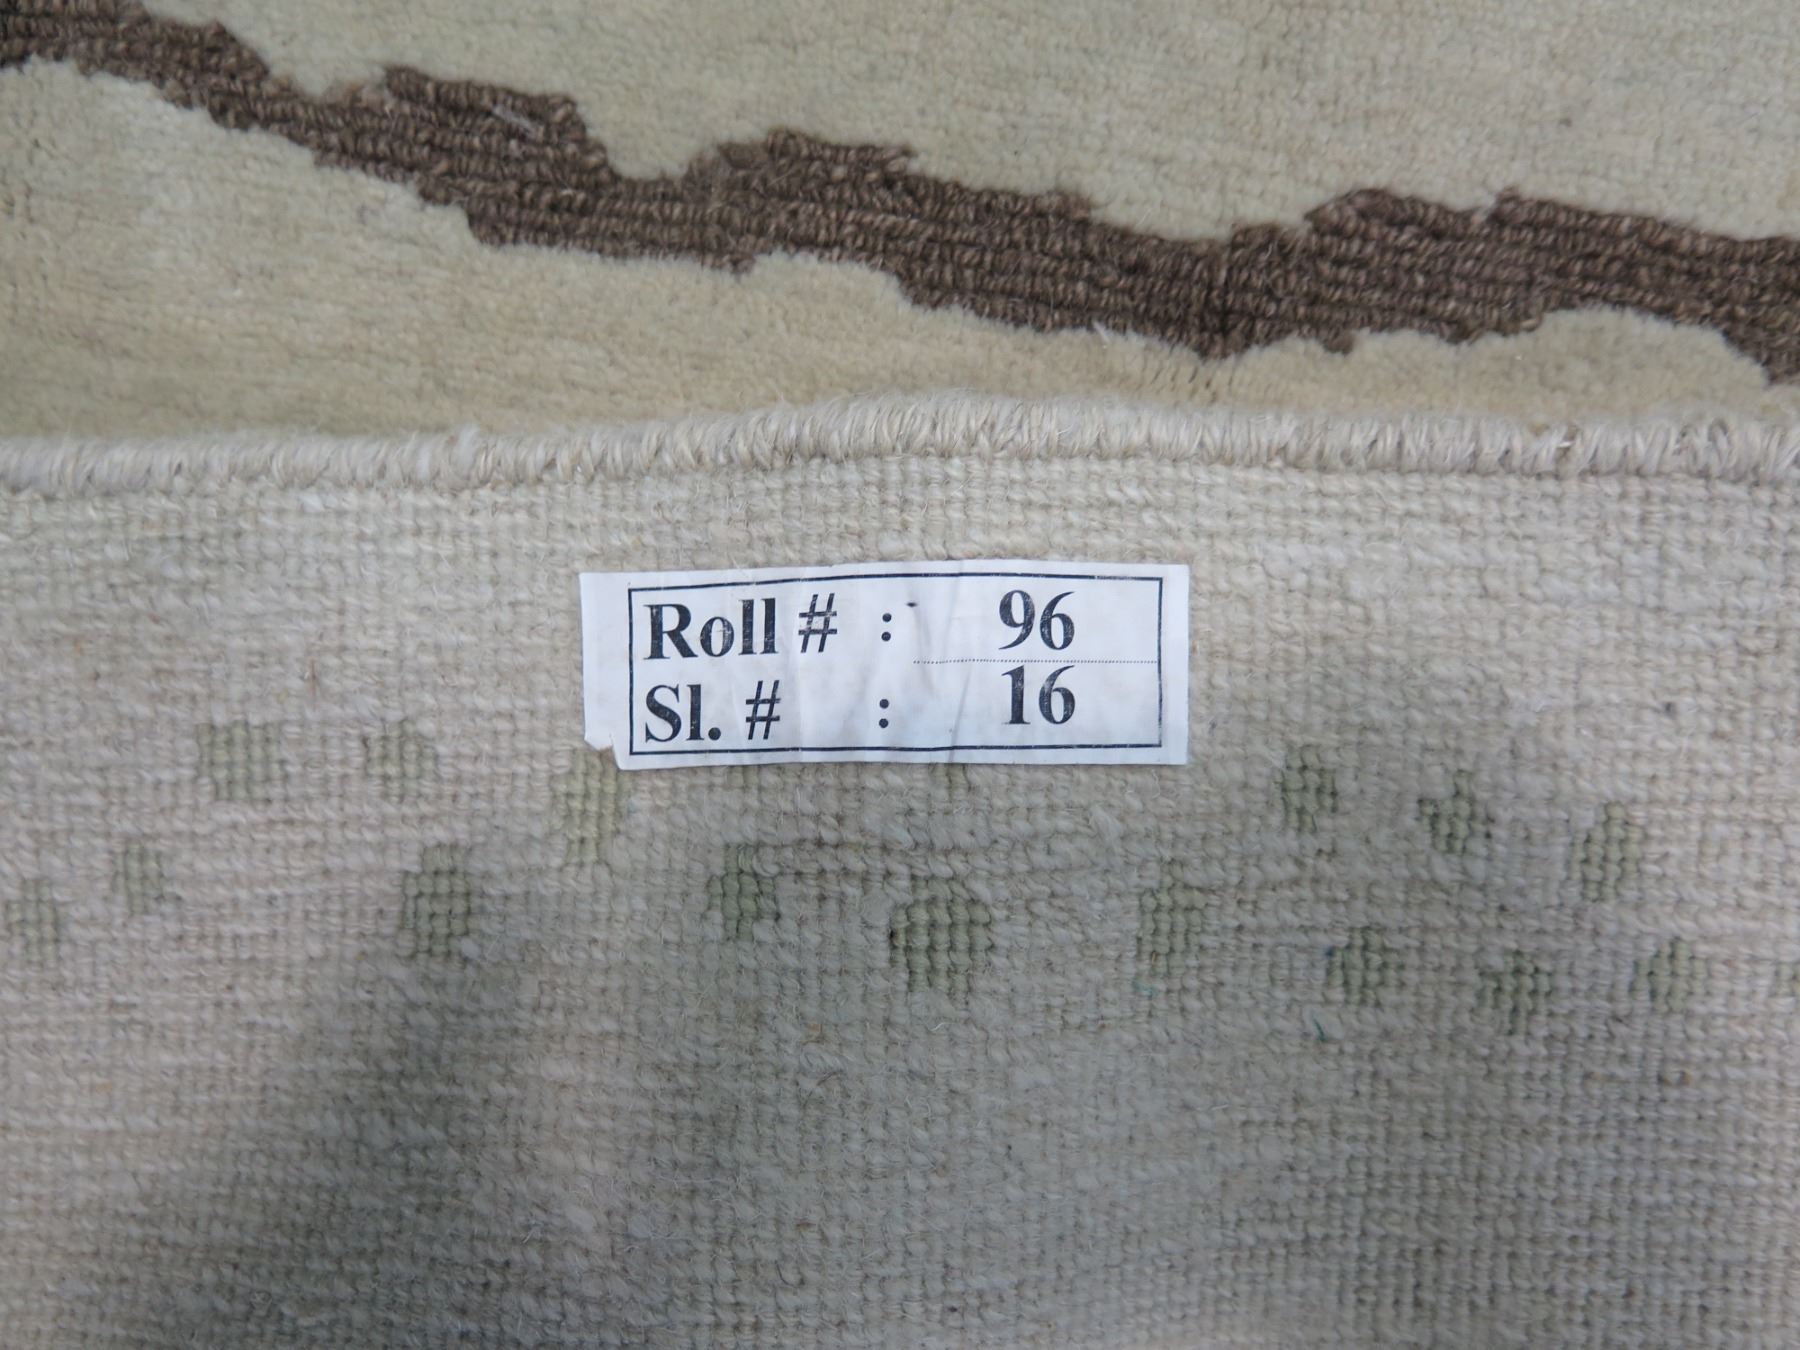 Roll # : 96
Sl. # : 16